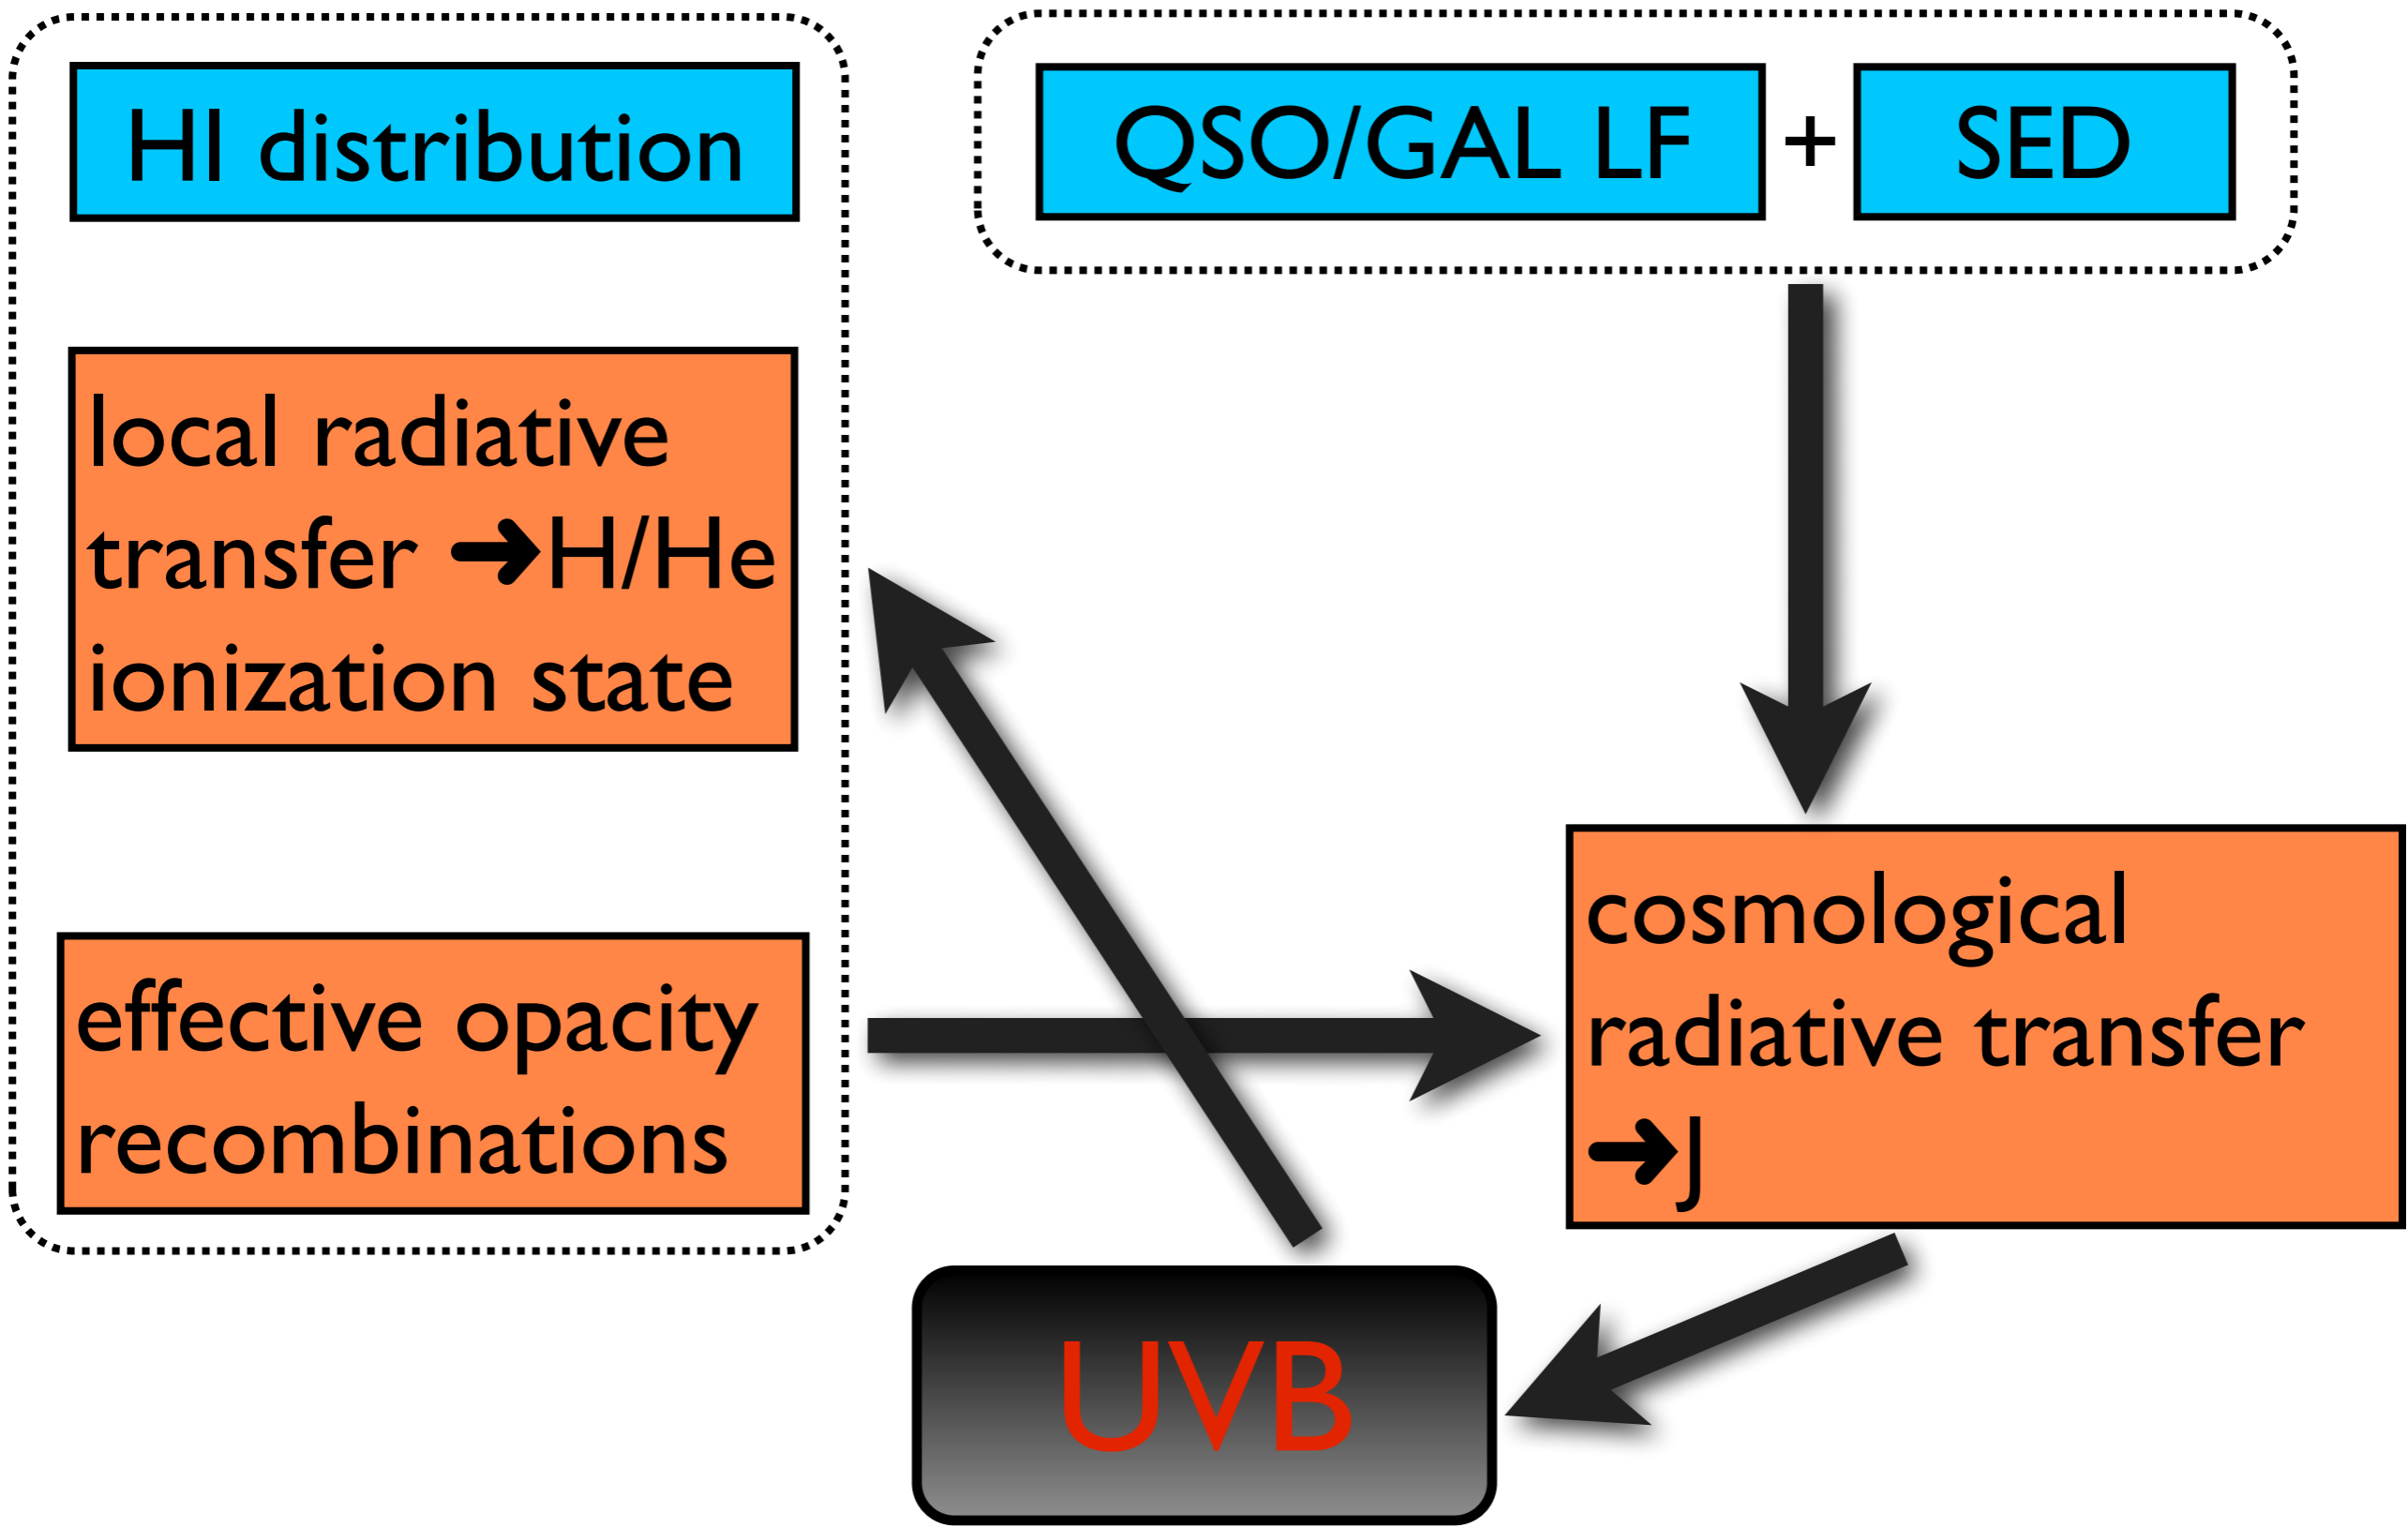 HI distribution
QSO/GAL LF + SED
local radiative
transfer ➜H/He
ionization state
effective opacity
recombinations
cosmological
radiative transfer
➜J
UVB